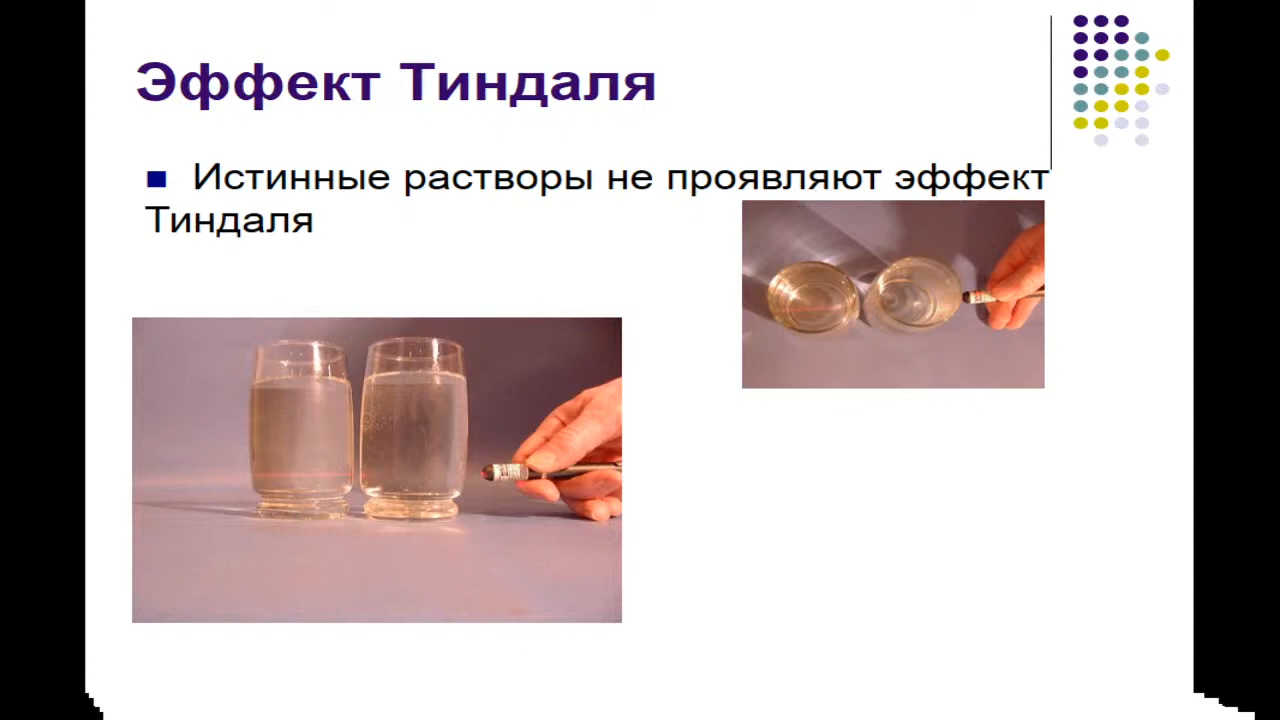 Эффект Тиндаля
Истинные растворы не проявляют эффект
Тиндаля